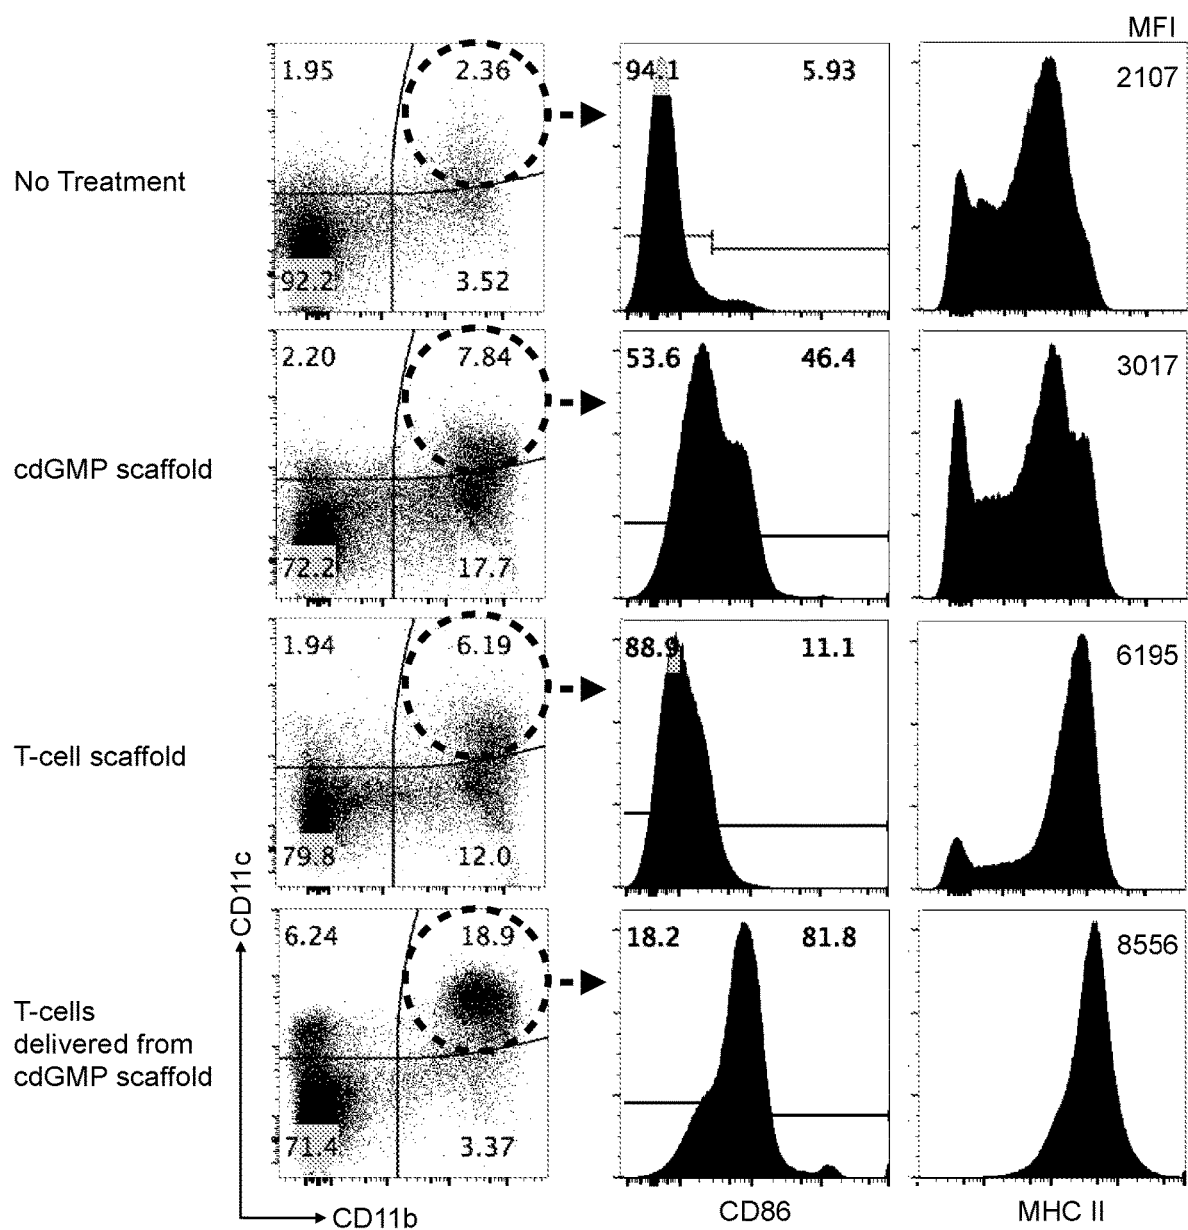 MFI
No Treatment
1.95 2.36
92.2 3.52
94.1 5.93
2107
cdGMP scaffold
2.20 7.84
72.2 17.7
53.6 46.4
3017
T-cell scaffold
1.94 6.19
79.8 12.0
88.9 11.1
6195
T-cells
delivered from
cdGMP scaffold
6.24 18.9
71.4 3.37
18.2 81.8
8556
CD11c
CD11b
CD86
MHC II